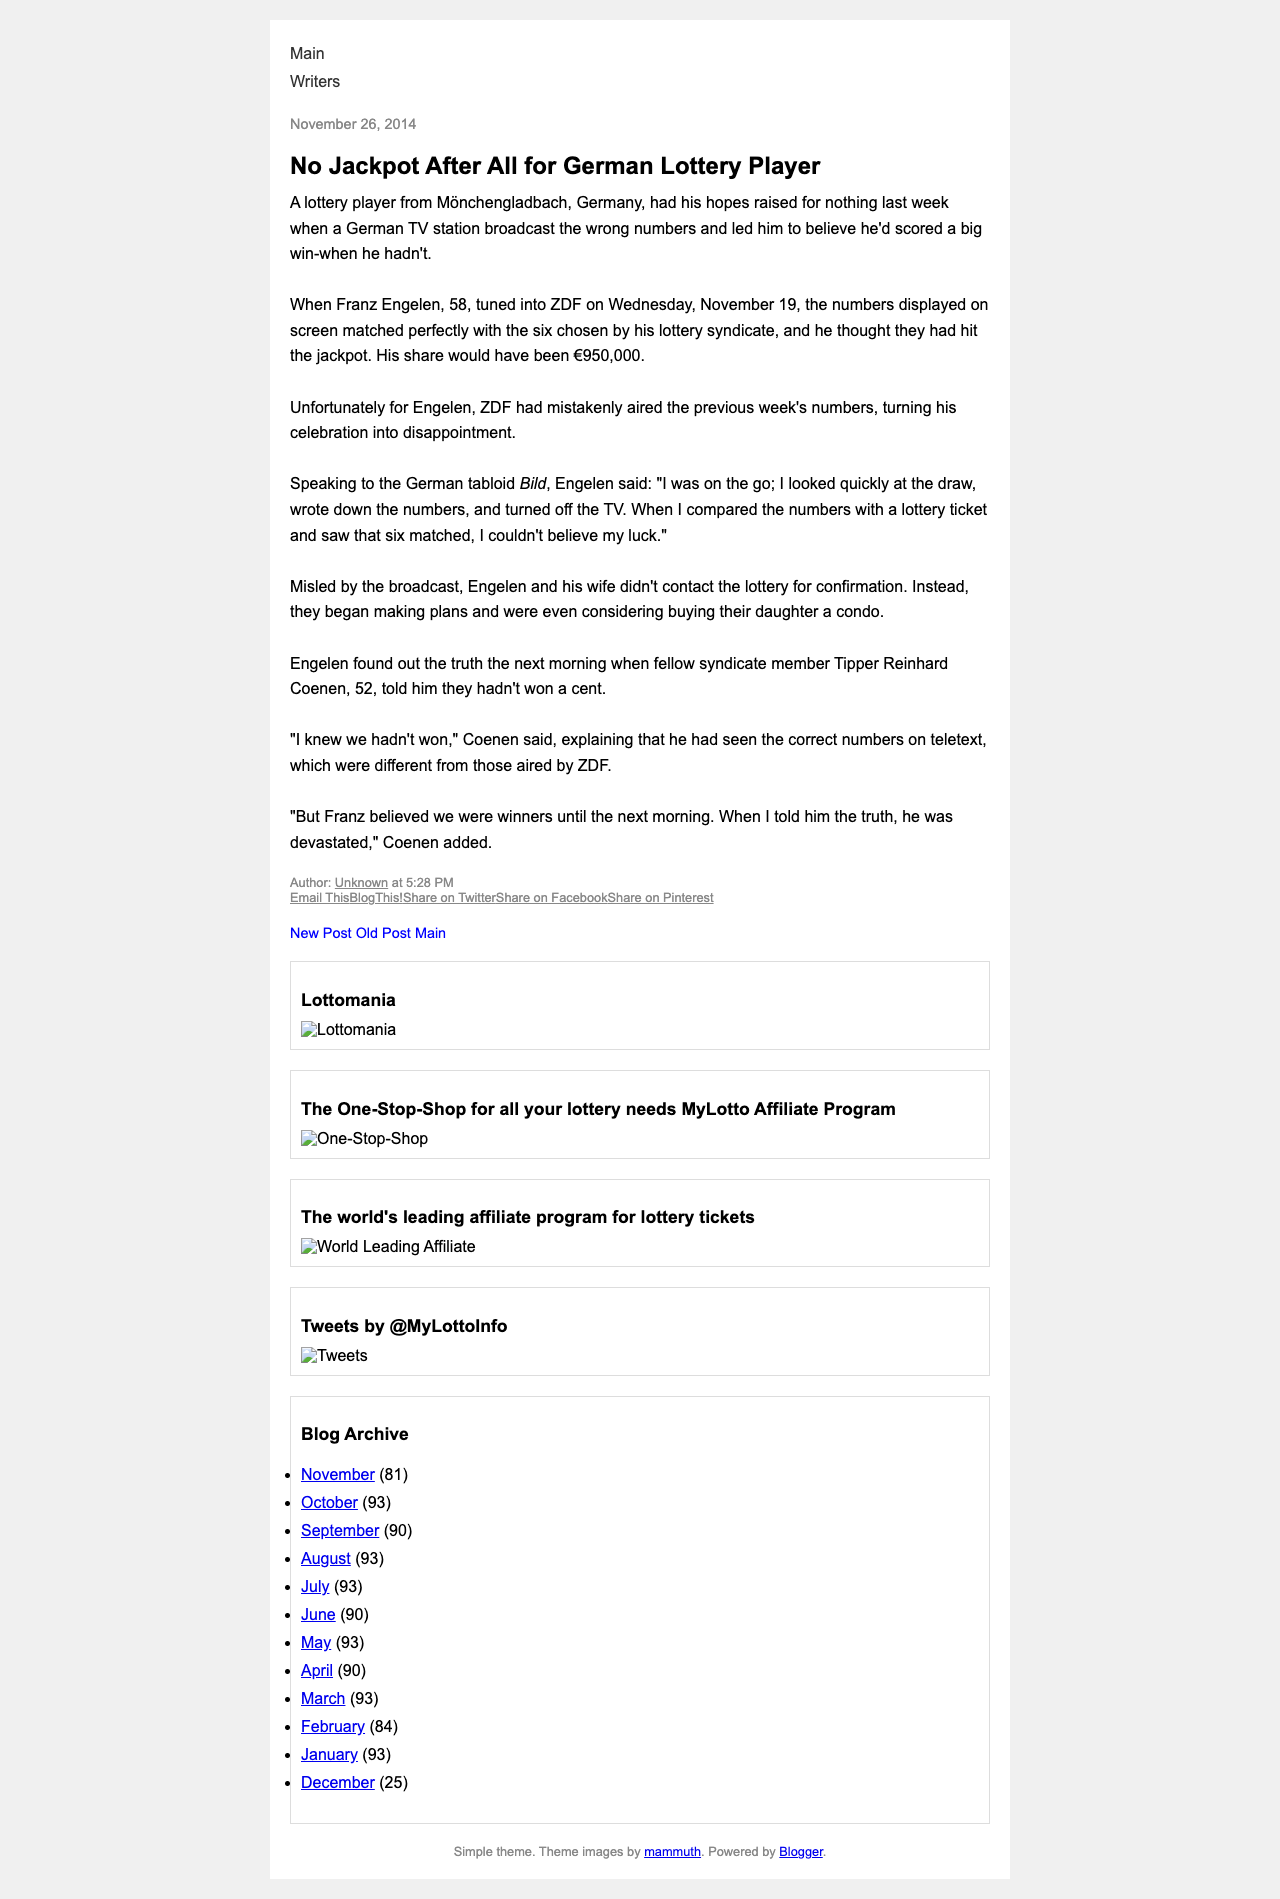 Main
Writers
November 26, 2014
No Jackpot After All for German Lottery Player
A lottery player from Mönchengladbach, Germany, had his hopes raised for nothing last week
when a German TV station broadcast the wrong numbers and led him to believe he'd scored a big
win-when he hadn't.
When Franz Engelen, 58, tuned into ZDF on Wednesday, November 19, the numbers displayed on
screen matched perfectly with the six chosen by his lottery syndicate, and he thought they had hit
the jackpot. His share would have been €950,000.
Unfortunately for Engelen, ZDF had mistakenly aired the previous week's numbers, turning his
celebration into disappointment.
Speaking to the German tabloid Bild, Engelen said: "I was on the go; I looked quickly at the draw,
wrote down the numbers, and turned off the TV. When I compared the numbers with a lottery ticket
and saw that six matched, I couldn't believe my luck."
Misled by the broadcast, Engelen and his wife didn't contact the lottery for confirmation. Instead,
they began making plans and were even considering buying their daughter a condo.
Engelen found out the truth the next morning when fellow syndicate member Tipper Reinhard
Coenen, 52, told him they hadn't won a cent.
"I knew we hadn't won," Coenen said, explaining that he had seen the correct numbers on teletext,
which were different from those aired by ZDF.
"But Franz believed we were winners until the next morning. When I told him the truth, he was
devastated," Coenen added.
Author: Unknown at 5:28 PM
Email ThisBlogThis!Share on TwitterShare on FacebookShare on Pinterest
New Post Old Post Main
Lottomania
Lottomania
The One-Stop-Shop for all your lottery needs MyLotto Affiliate Program
One-Stop-Shop
The world's leading affiliate program for lottery tickets
World Leading Affiliate
Tweets by @MyLottoInfo
Tweets
Blog Archive
November (81)
October (93)
September (90)
August (93)
July (93)
June (90)
May (93)
April (90)
March (93)
February (84)
January (93)
December (25)
Simple theme. Theme images by mammuth. Powered by Blogger.